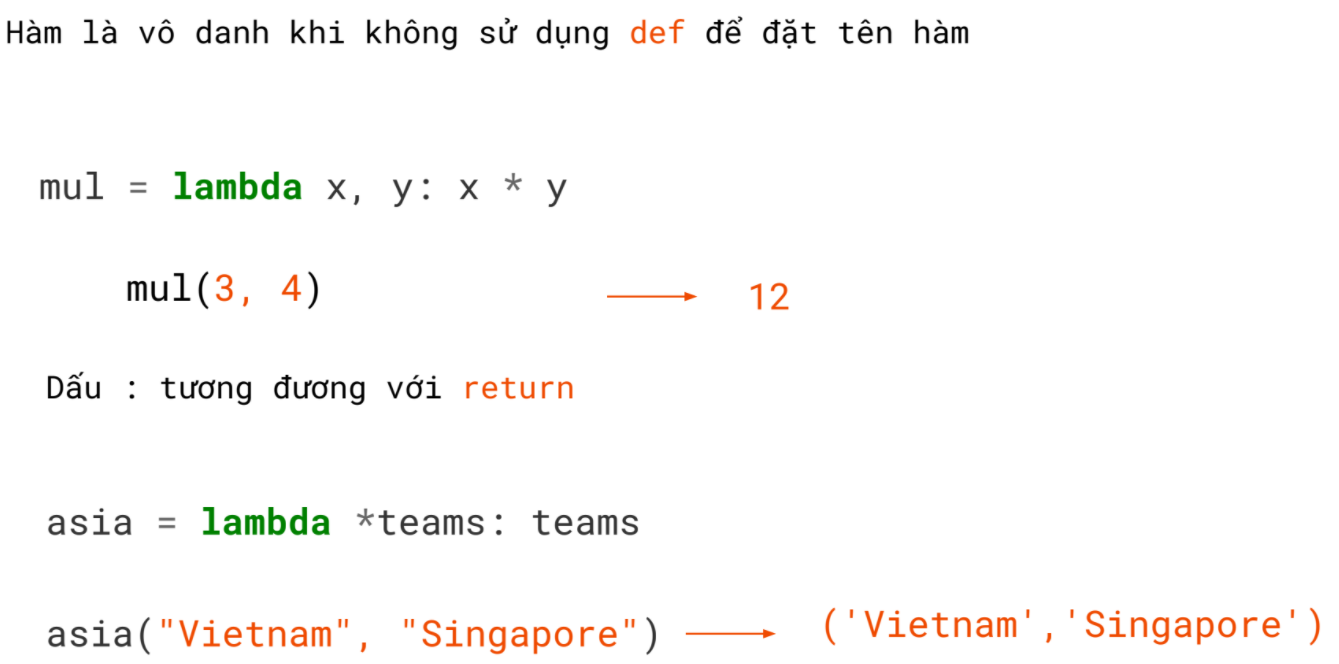 Hàm là vô danh khi không sử dụng def để đặt tên hàm
mul = lambda x, y: x * y
mul(3, 4) 12
Dấu : tương đương với return
asia = lambda *teams: teams
asia("Vietnam", "Singapore") ('Vietnam','Singapore')